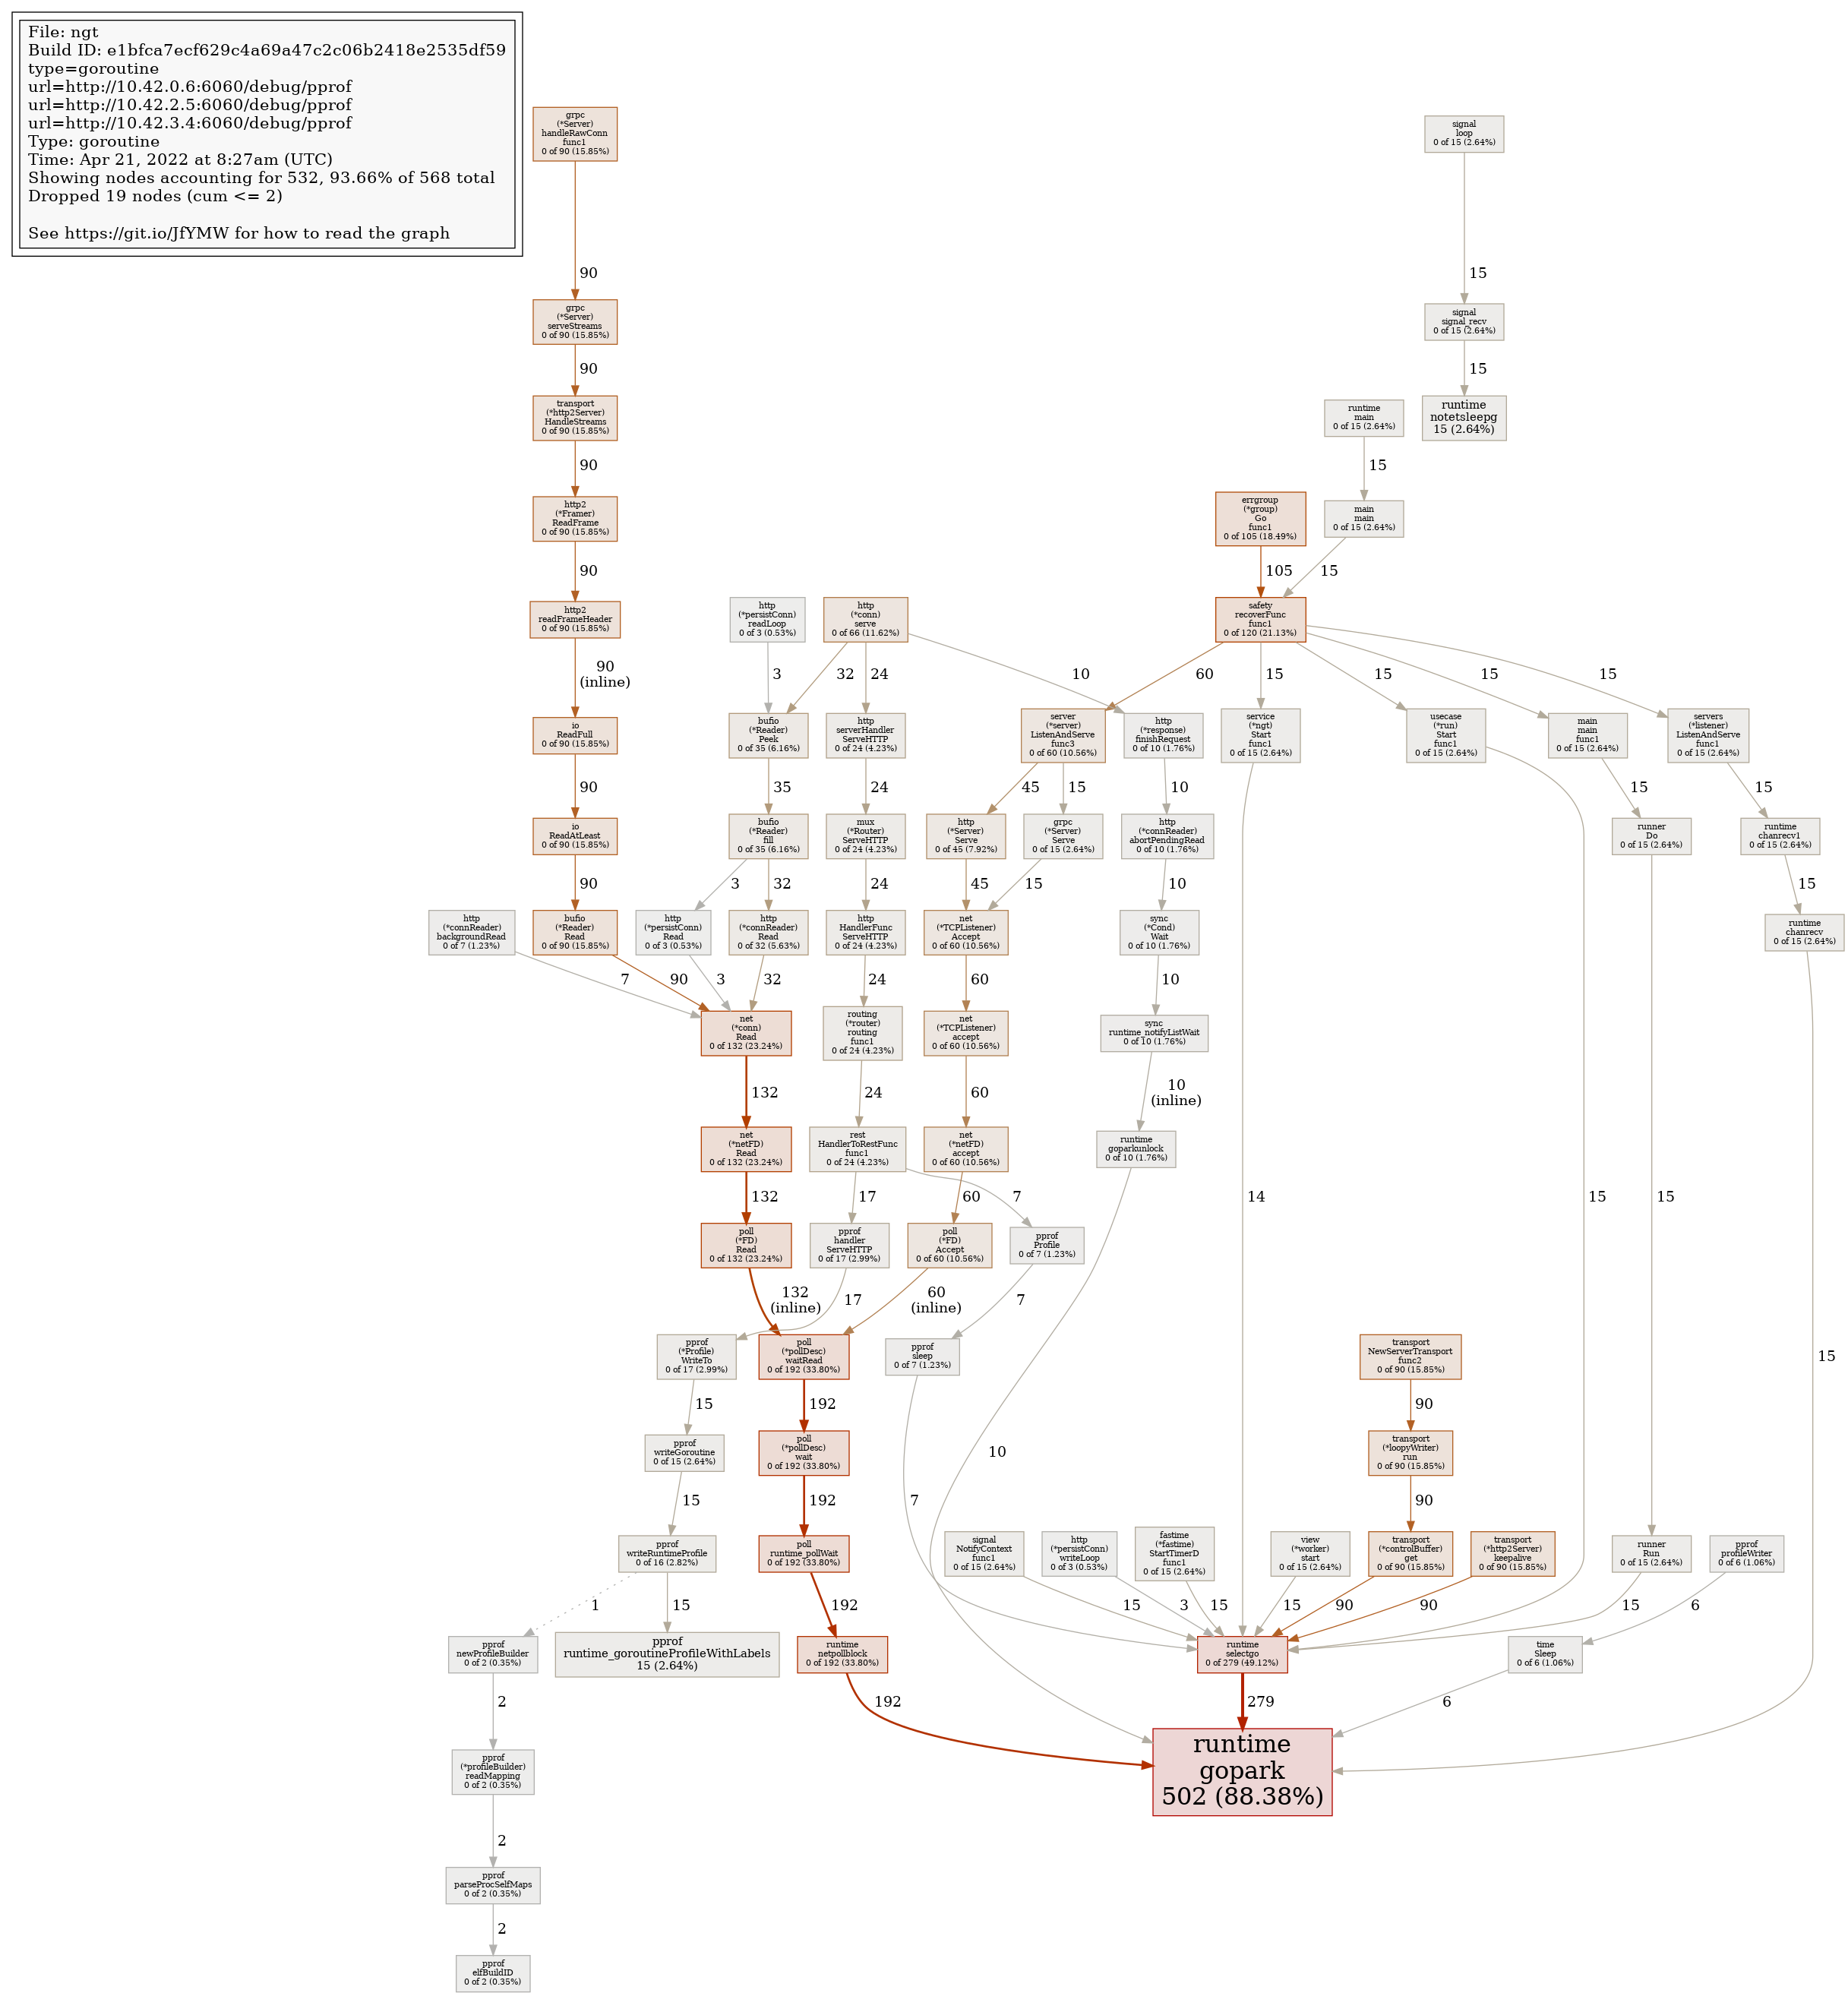 File: ngt
Build ID: e1bfca7ecf629c4a69a47c2c06b2418e2535df59
type=goroutine
url=http://10.42.0.6:6060/debug/pprof
url=http://10.42.2.5:6060/debug/pprof
url=http://10.42.3.4:6060/debug/pprof
Type: goroutine
Time: Apr 21, 2022 at 8:27am (UTC)
Showing nodes accounting for 532, 93.66% of 568 total
Dropped 19 nodes (cum <= 2)
See https://git.io/JfYMW for how to read the graph
grpc
(*Server)
handleRawConn
func1
0 of 90 (15.85%)
90
grpc
(*Server)
serveStreams
0 of 90 (15.85%)
90
transport
(*http2Server)
HandleStreams
0 of 90 (15.85%)
90
http2
(*Framer)
ReadFrame
0 of 90 (15.85%)
90
http2
readFrameHeader
0 of 90 (15.85%)
90
(inline)
io
ReadFull
0 of 90 (15.85%)
90
io
ReadAtLeast
0 of 90 (15.85%)
90
bufio
(*Reader)
Read
0 of 90 (15.85%)
90
signal
loop
0 of 15 (2.64%)
15
signal
signal_recv
0 of 15 (2.64%)
15
runtime
notetsleepg
15 (2.64%)
runtime
main
0 of 15 (2.64%)
15
main
main
0 of 15 (2.64%)
15
errgroup
(*group)
Go
func1
0 of 105 (18.49%)
105
safety
recoverFunc
func1
0 of 120 (21.13%)
60
15
15
15
15
http
(*persistConn)
readLoop
0 of 3 (0.53%)
3
http
(*conn)
serve
0 of 66 (11.62%)
32
24
10
bufio
(*Reader)
Peek
0 of 35 (6.16%)
35
http
serverHandler
ServeHTTP
0 of 24 (4.23%)
24
server
(*server)
ListenAndServe
func3
0 of 60 (10.56%)
45
15
http
(*response)
finishRequest
0 of 10 (1.76%)
10
service
(*ngt)
Start
func1
0 of 15 (2.64%)
14
usecase
(*run)
Start
func1
0 of 15 (2.64%)
15
main
main
func1
0 of 15 (2.64%)
15
servers
(*listener)
ListenAndServe
func1
0 of 15 (2.64%)
15
bufio
(*Reader)
fill
0 of 35 (6.16%)
3
32
mux
(*Router)
ServeHTTP
0 of 24 (4.23%)
24
http
(*Server)
Serve
0 of 45 (7.92%)
45
grpc
(*Server)
Serve
0 of 15 (2.64%)
15
http
(*connReader)
abortPendingRead
0 of 10 (1.76%)
10
runner
Do
0 of 15 (2.64%)
15
runtime
chanrecv1
0 of 15 (2.64%)
15
http
(*connReader)
backgroundRead
0 of 7 (1.23%)
7
http
(*persistConn)
Read
0 of 3 (0.53%)
3
http
(*connReader)
Read
0 of 32 (5.63%)
32
http
HandlerFunc
ServeHTTP
0 of 24 (4.23%)
24
net
(*TCPListener)
Accept
0 of 60 (10.56%)
60
sync
(*Cond)
Wait
0 of 10 (1.76%)
10
runtime
chanrecv
0 of 15 (2.64%)
15
net
(*conn)
Read
0 of 132 (23.24%)
132
routing
(*router)
routing
func1
0 of 24 (4.23%)
24
net
(*TCPListener)
accept
0 of 60 (10.56%)
60
sync
runtime_notifyListWait
0 of 10 (1.76%)
10
(inline)
net
(*netFD)
Read
0 of 132 (23.24%)
132
rest
HandlerToRestFunc
func1
0 of 24 (4.23%)
17
7
net
(*netFD)
accept
0 of 60 (10.56%)
60
runtime
goparkunlock
0 of 10 (1.76%)
10
poll
(*FD)
Read
0 of 132 (23.24%)
132
(inline)
pprof
handler
ServeHTTP
0 of 17 (2.99%)
17
poll
(*FD)
Accept
0 of 60 (10.56%)
60
(inline)
pprof
Profile
0 of 7 (1.23%)
7
pprof
(*Profile)
WriteTo
0 of 17 (2.99%)
15
poll
(*pollDesc)
waitRead
0 of 192 (33.80%)
192
pprof
sleep
0 of 7 (1.23%)
7
transport
NewServerTransport
func2
0 of 90 (15.85%)
90
pprof
writeGoroutine
0 of 15 (2.64%)
15
poll
(*pollDesc)
wait
0 of 192 (33.80%)
192
transport
(*loopyWriter)
run
0 of 90 (15.85%)
90
pprof
writeRuntimeProfile
0 of 16 (2.82%)
1
15
poll
runtime_pollWait
0 of 192 (33.80%)
192
signal
NotifyContext
func1
0 of 15 (2.64%)
15
http
(*persistConn)
writeLoop
0 of 3 (0.53%)
3
fastime
(*fastime)
StartTimerD
func1
0 of 15 (2.64%)
15
view
(*worker)
start
0 of 15 (2.64%)
15
transport
(*controlBuffer)
get
0 of 90 (15.85%)
90
transport
(*http2Server)
keepalive
0 of 90 (15.85%)
90
runner
Run
0 of 15 (2.64%)
15
pprof
profileWriter
0 of 6 (1.06%)
6
pprof
newProfileBuilder
0 of 2 (0.35%)
2
pprof
runtime_goroutineProfileWithLabels
15 (2.64%)
runtime
netpollblock
0 of 192 (33.80%)
192
runtime
selectgo
0 of 279 (49.12%)
279
time
Sleep
0 of 6 (1.06%)
6
runtime
gopark
502 (88.38%)
pprof
(*profileBuilder)
readMapping
0 of 2 (0.35%)
2
pprof
parseProcSelfMaps
0 of 2 (0.35%)
2
pprof
elfBuildID
0 of 2 (0.35%)